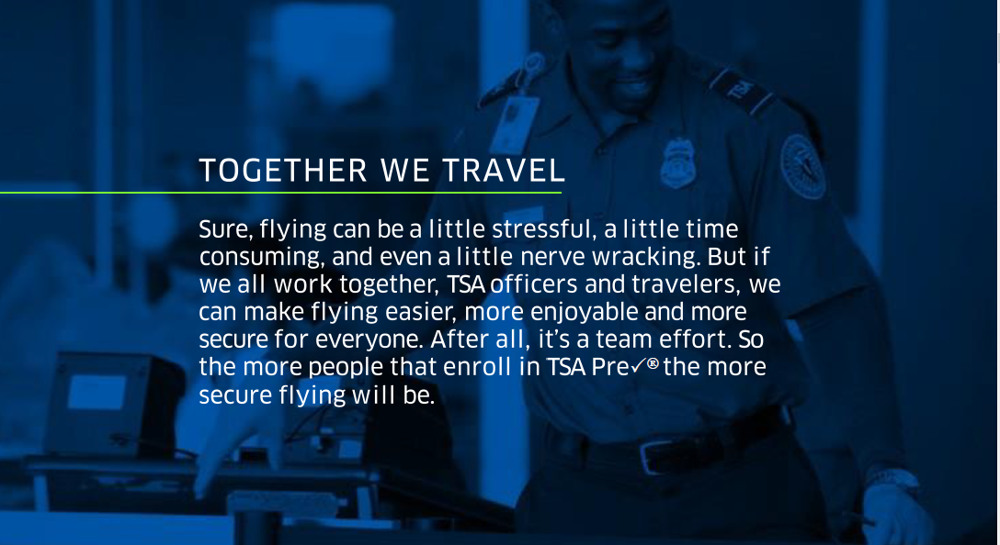 TOGETHER WE TRAVEL
Sure, flying can be a little stressful, a little time
consuming, and even a little nerve wracking. But if
we all work together, TSA officers and travelers, we
can make flying easier, more enjoyable and more
secure for everyone. After all, it's a team effort. So
the more people that enroll in TSA Pre✓® the more
secure flying will be.
TSA